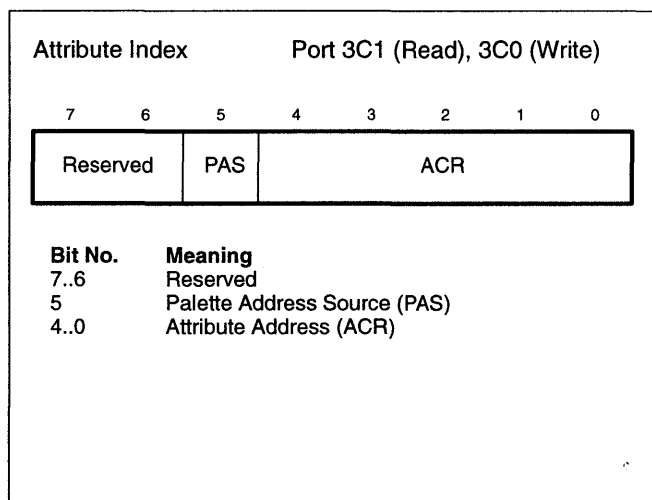 Attribute Index Port 3C1 (Read), 3C0 (Write)
7 6 5 4 3 2 1 0
Reserved PAS ACR
Bit No. Meaning
7..6 Reserved
5 Palette Address Source (PAS)
4..0 Attribute Address (ACR)